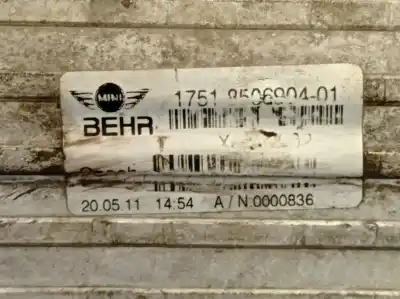 MINI
1751 8506904-01
BEHR
20.05.11 14:54 A/N 0000836